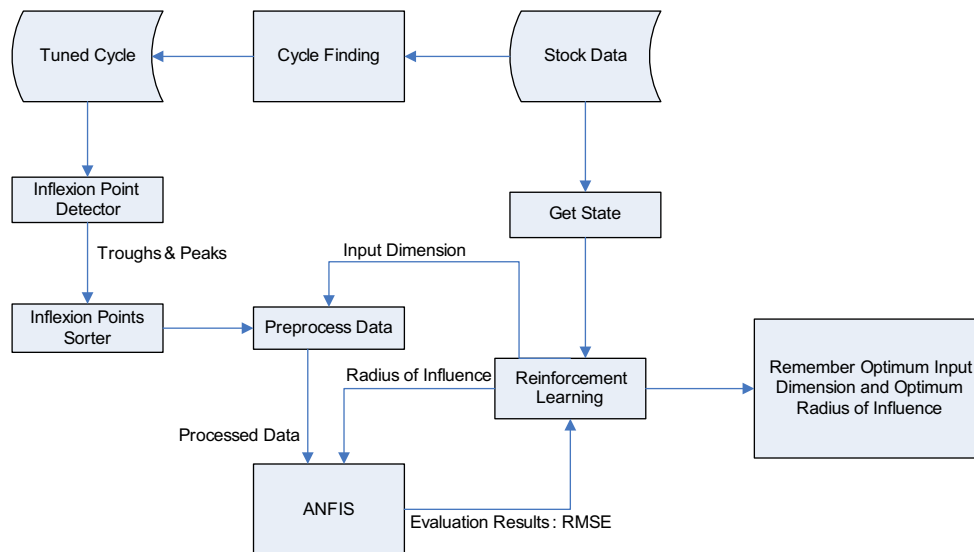 Tuned Cycle
Cycle Finding
Stock Data
Inflexion Point
Detector
Get State
Troughs & Peaks
Input Dimension
Inflexion Points
Sorter
Preprocess Data
Radius of Influence
Reinforcement
Learning
Remember Optimum Input
Dimension and Optimum
Radius of Influence
Processed Data
ANFIS
Evaluation Results : RMSE